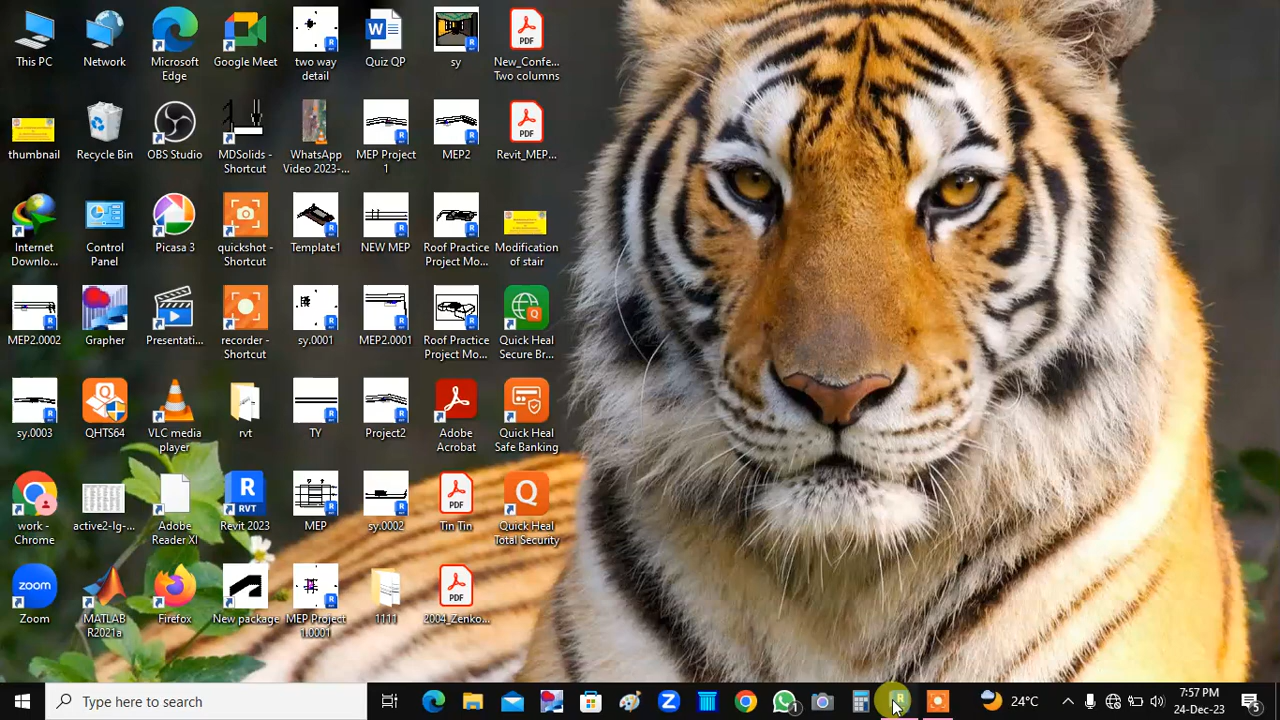 This PC
Network
Microsoft
Edge
Google Meet
two way
detail
Quiz QP
sy
New_Confe...
Two columns
thumbnail
Recycle Bin
OBS Studio
MDSolids -
Shortcut
WhatsApp
Video 2023-...
MEP Project
1
MEP2
Revit_MEP...
Internet
Downlo...
Control
Panel
Picasa 3
quickshot -
Shortcut
Template1
NEW MEP
Roof Practice
Project Mo...
Modification
of stair
MEP2.0002
Grapher
Presentati...
recorder -
Shortcut
sy.0001
MEP2.0001
Roof Practice
Project Mo...
Quick Heal
Secure Br...
sy.0003
QHTS64
VLC media
player
rvt
TY
Project2
Adobe
Acrobat
Quick Heal
Safe Banking
work -
Chrome
active2-lg-...
Adobe
Reader XI
Revit 2023
MEP
sy.0002
Tin Tin
Quick Heal
Total Security
Zoom
MATLAB
R2021a
Firefox
New package
MEP Project
1.0001
1111
2004_Zenko...
Type here to search
24°C
7:57 PM
24-Dec-23